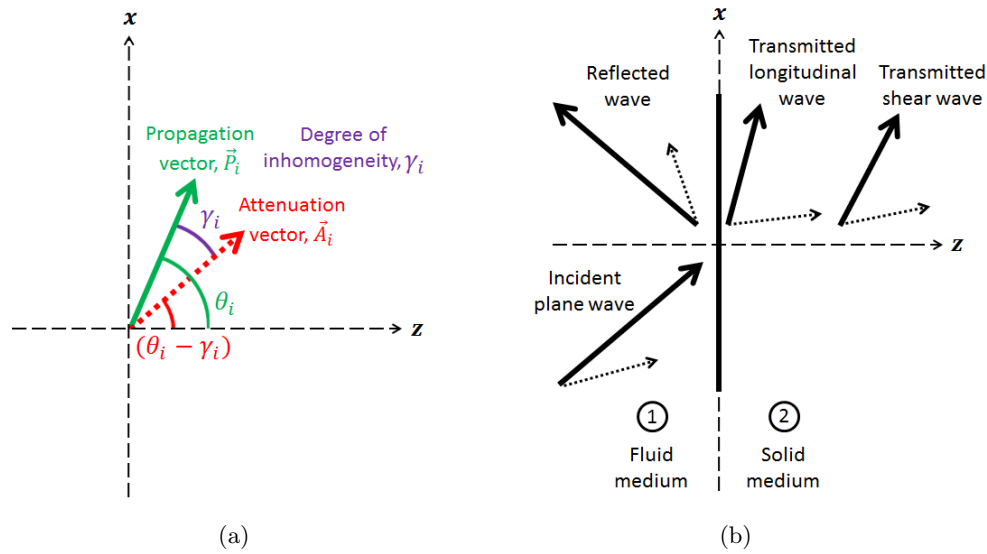 x
Propagation
vector, P⃗ᵢ
Degree of
inhomogeneity, γᵢ
γᵢ
Attenuation
vector, A⃗ᵢ
θᵢ
z
(θᵢ − γᵢ)
(a)
x
Reflected
wave
Transmitted
longitudinal
wave
Transmitted
shear wave
z
Incident
plane wave
1
2
Fluid
medium
Solid
medium
(b)